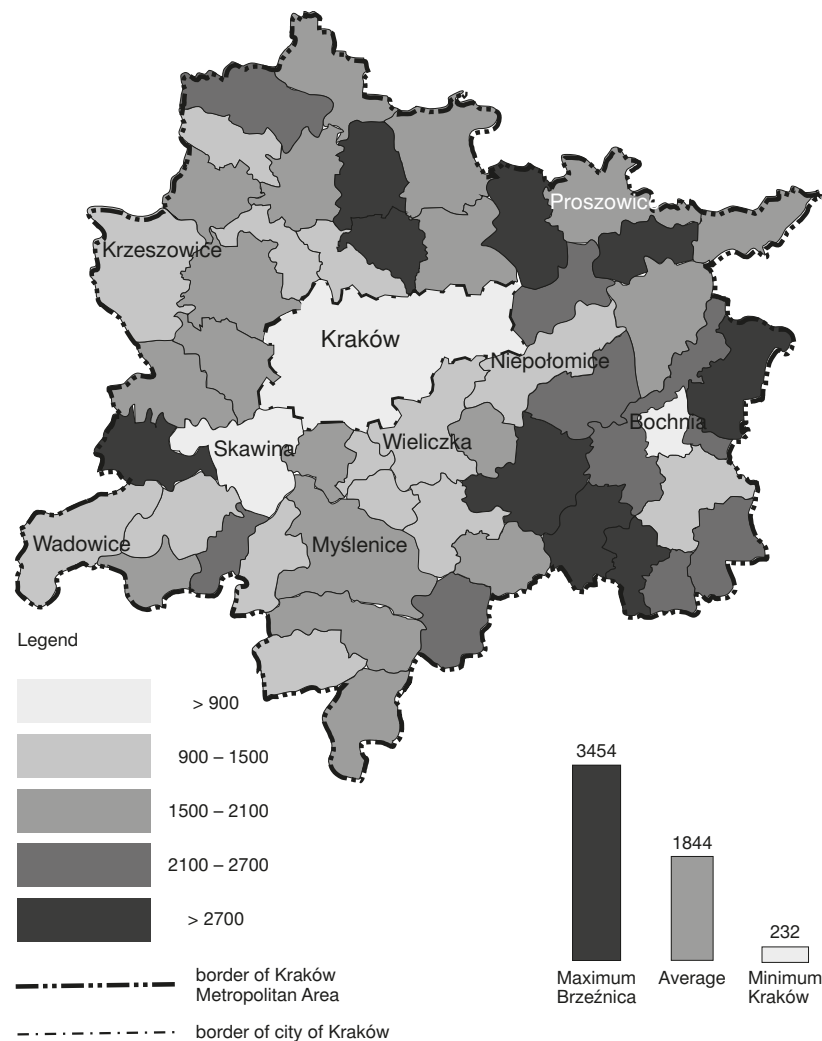 Proszowice
Krzeszowice
Kraków
Niepołomice
Bochnia
Skawina
Wieliczka
Wadowice
Myślenice
Legend
> 900
900 – 1500
1500 – 2100
2100 – 2700
> 2700
border of Kraków
Metropolitan Area
border of city of Kraków
3454
1844
232
Maximum
Brzeźnica
Average
Minimum
Kraków